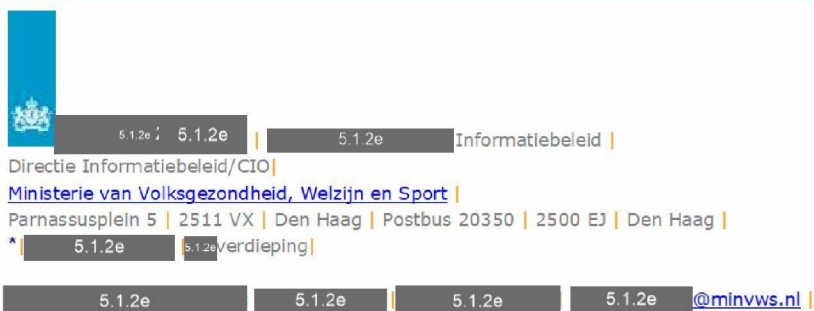 5.1.2e 5.1.2e | 5.1.2e Informatiebeleid |
Directie Informatiebeleid/CIO|
Ministerie van Volksgezondheid, Welzijn en Sport |
Parnassusplein 5 | 2511 VX | Den Haag | Postbus 20350 | 2500 EJ | Den Haag |
*| 5.1.2e |5.1.2e verdieping|
5.1.2e 5.1.2e | 5.1.2e 5.1.2e @minvws.nl |